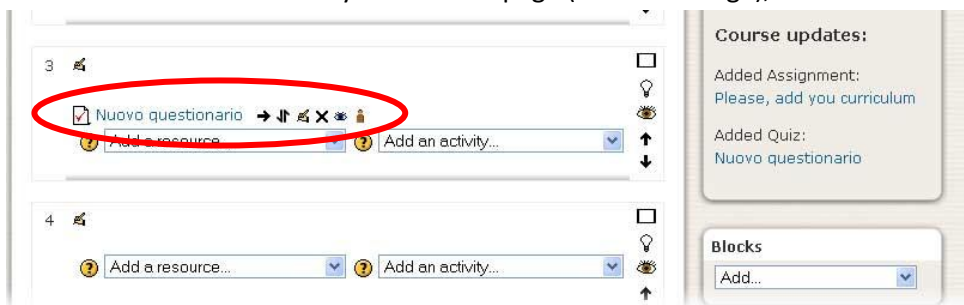 3
Nuovo questionario
Add a resource... Add an activity...
4
Add a resource... Add an activity...
Course updates:
Added Assignment:
Please, add you curriculum
Added Quiz:
Nuovo questionario
Blocks
Add...